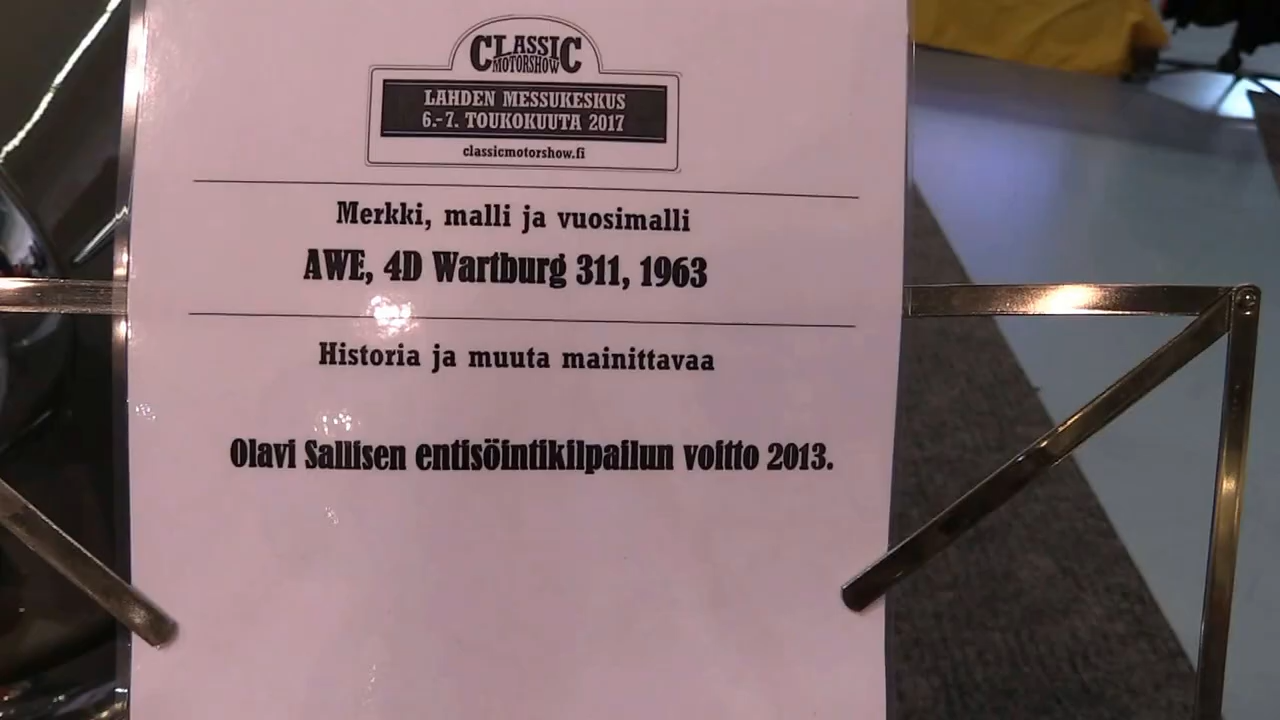 CLASSIC
MOTORSHOW
LAHDEN MESSUKESKUS
6.-7. TOUKOKUUTA 2017
classicmotorshow.fi
Merkki, malli ja vuosimalli
AWE, 4D Wartburg 311, 1963
Historia ja muuta mainittavaa
Olavi Sallisen entisöintikilpailun voitto 2013.